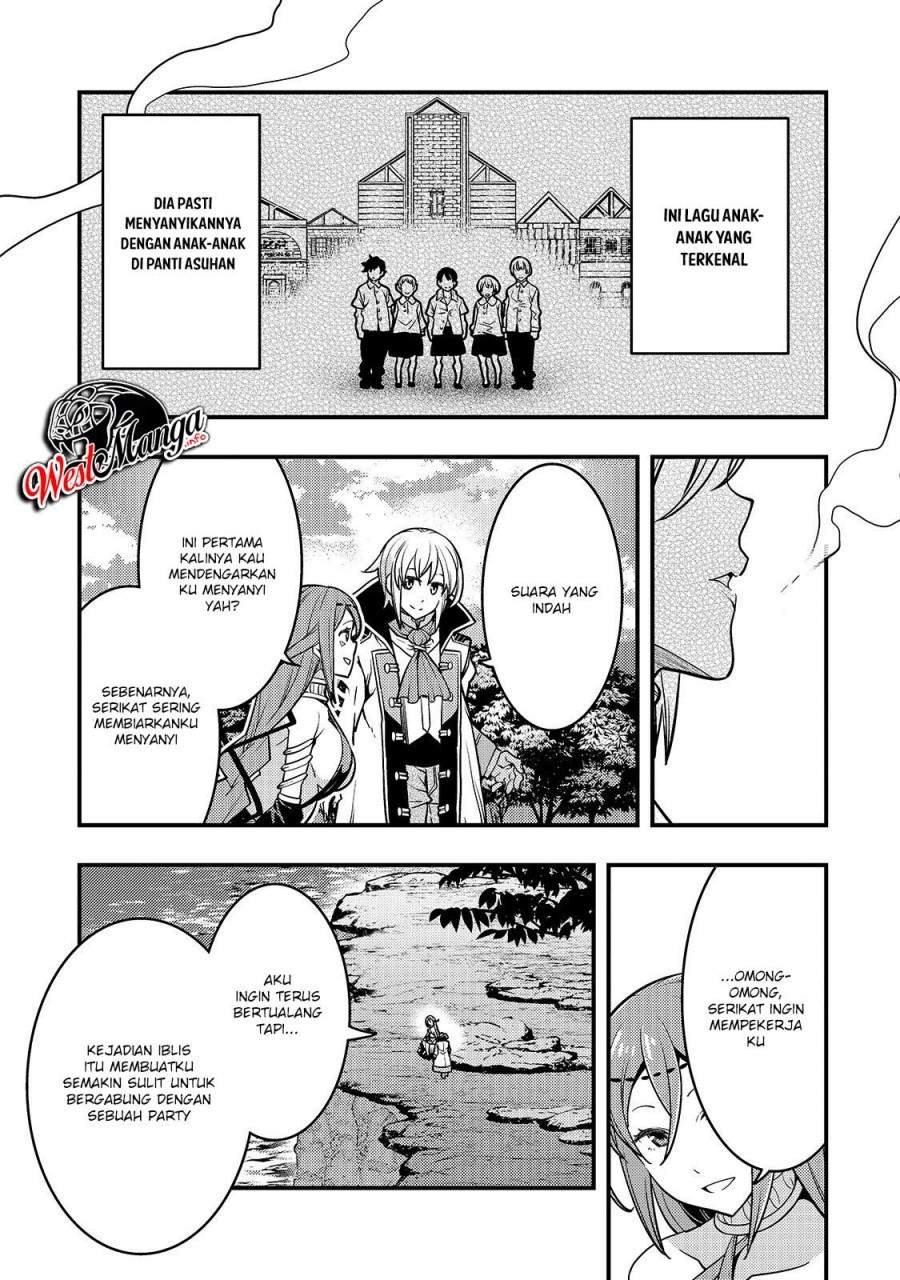 INI LAGU ANAK-
ANAK YANG
TERKENAL
DIA PASTI
MENYANYIKANNYA
DENGAN ANAK-ANAK
DI PANTI ASUHAN
WestManga
.info
SUARA YANG
INDAH
INI PERTAMA
KALINYA KAU
MENDENGARKAN
KU MENYANYI
YAH?
SEBENARNYA,
SERIKAT SERING
MEMBIARKANKU
MENYANYI
...OMONG-
OMONG,
SERIKAT INGIN
MEMPEKERJA
KU
AKU
INGIN TERUS
BERTUALANG
TAPI...
KEJADIAN IBLIS
ITU MEMBUATKU
SEMAKIN SULIT UNTUK
BERGABUNG DENGAN
SEBUAH PARTY